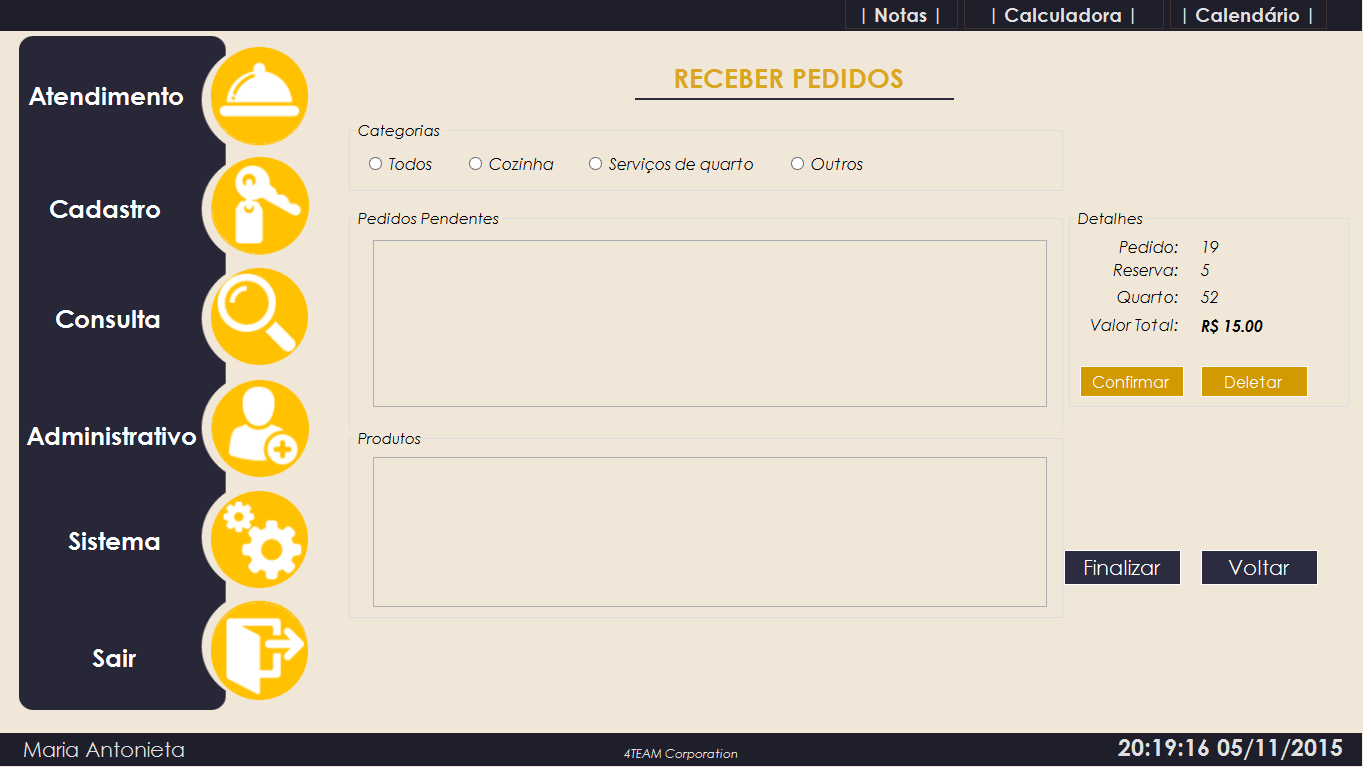 | Notas | | Calculadora | | Calendário |
Atendimento
Cadastro
Consulta
Administrativo
Sistema
Sair
RECEBER PEDIDOS
Categorias
Todos Cozinha Serviços de quarto Outros
Pedidos Pendentes
Detalhes
Pedido: 19
Reserva: 5
Quarto: 52
Valor Total: R$ 15.00
Confirmar Deletar
Produtos
Finalizar Voltar
Maria Antonieta 4TEAM Corporation 20:19:16 05/11/2015